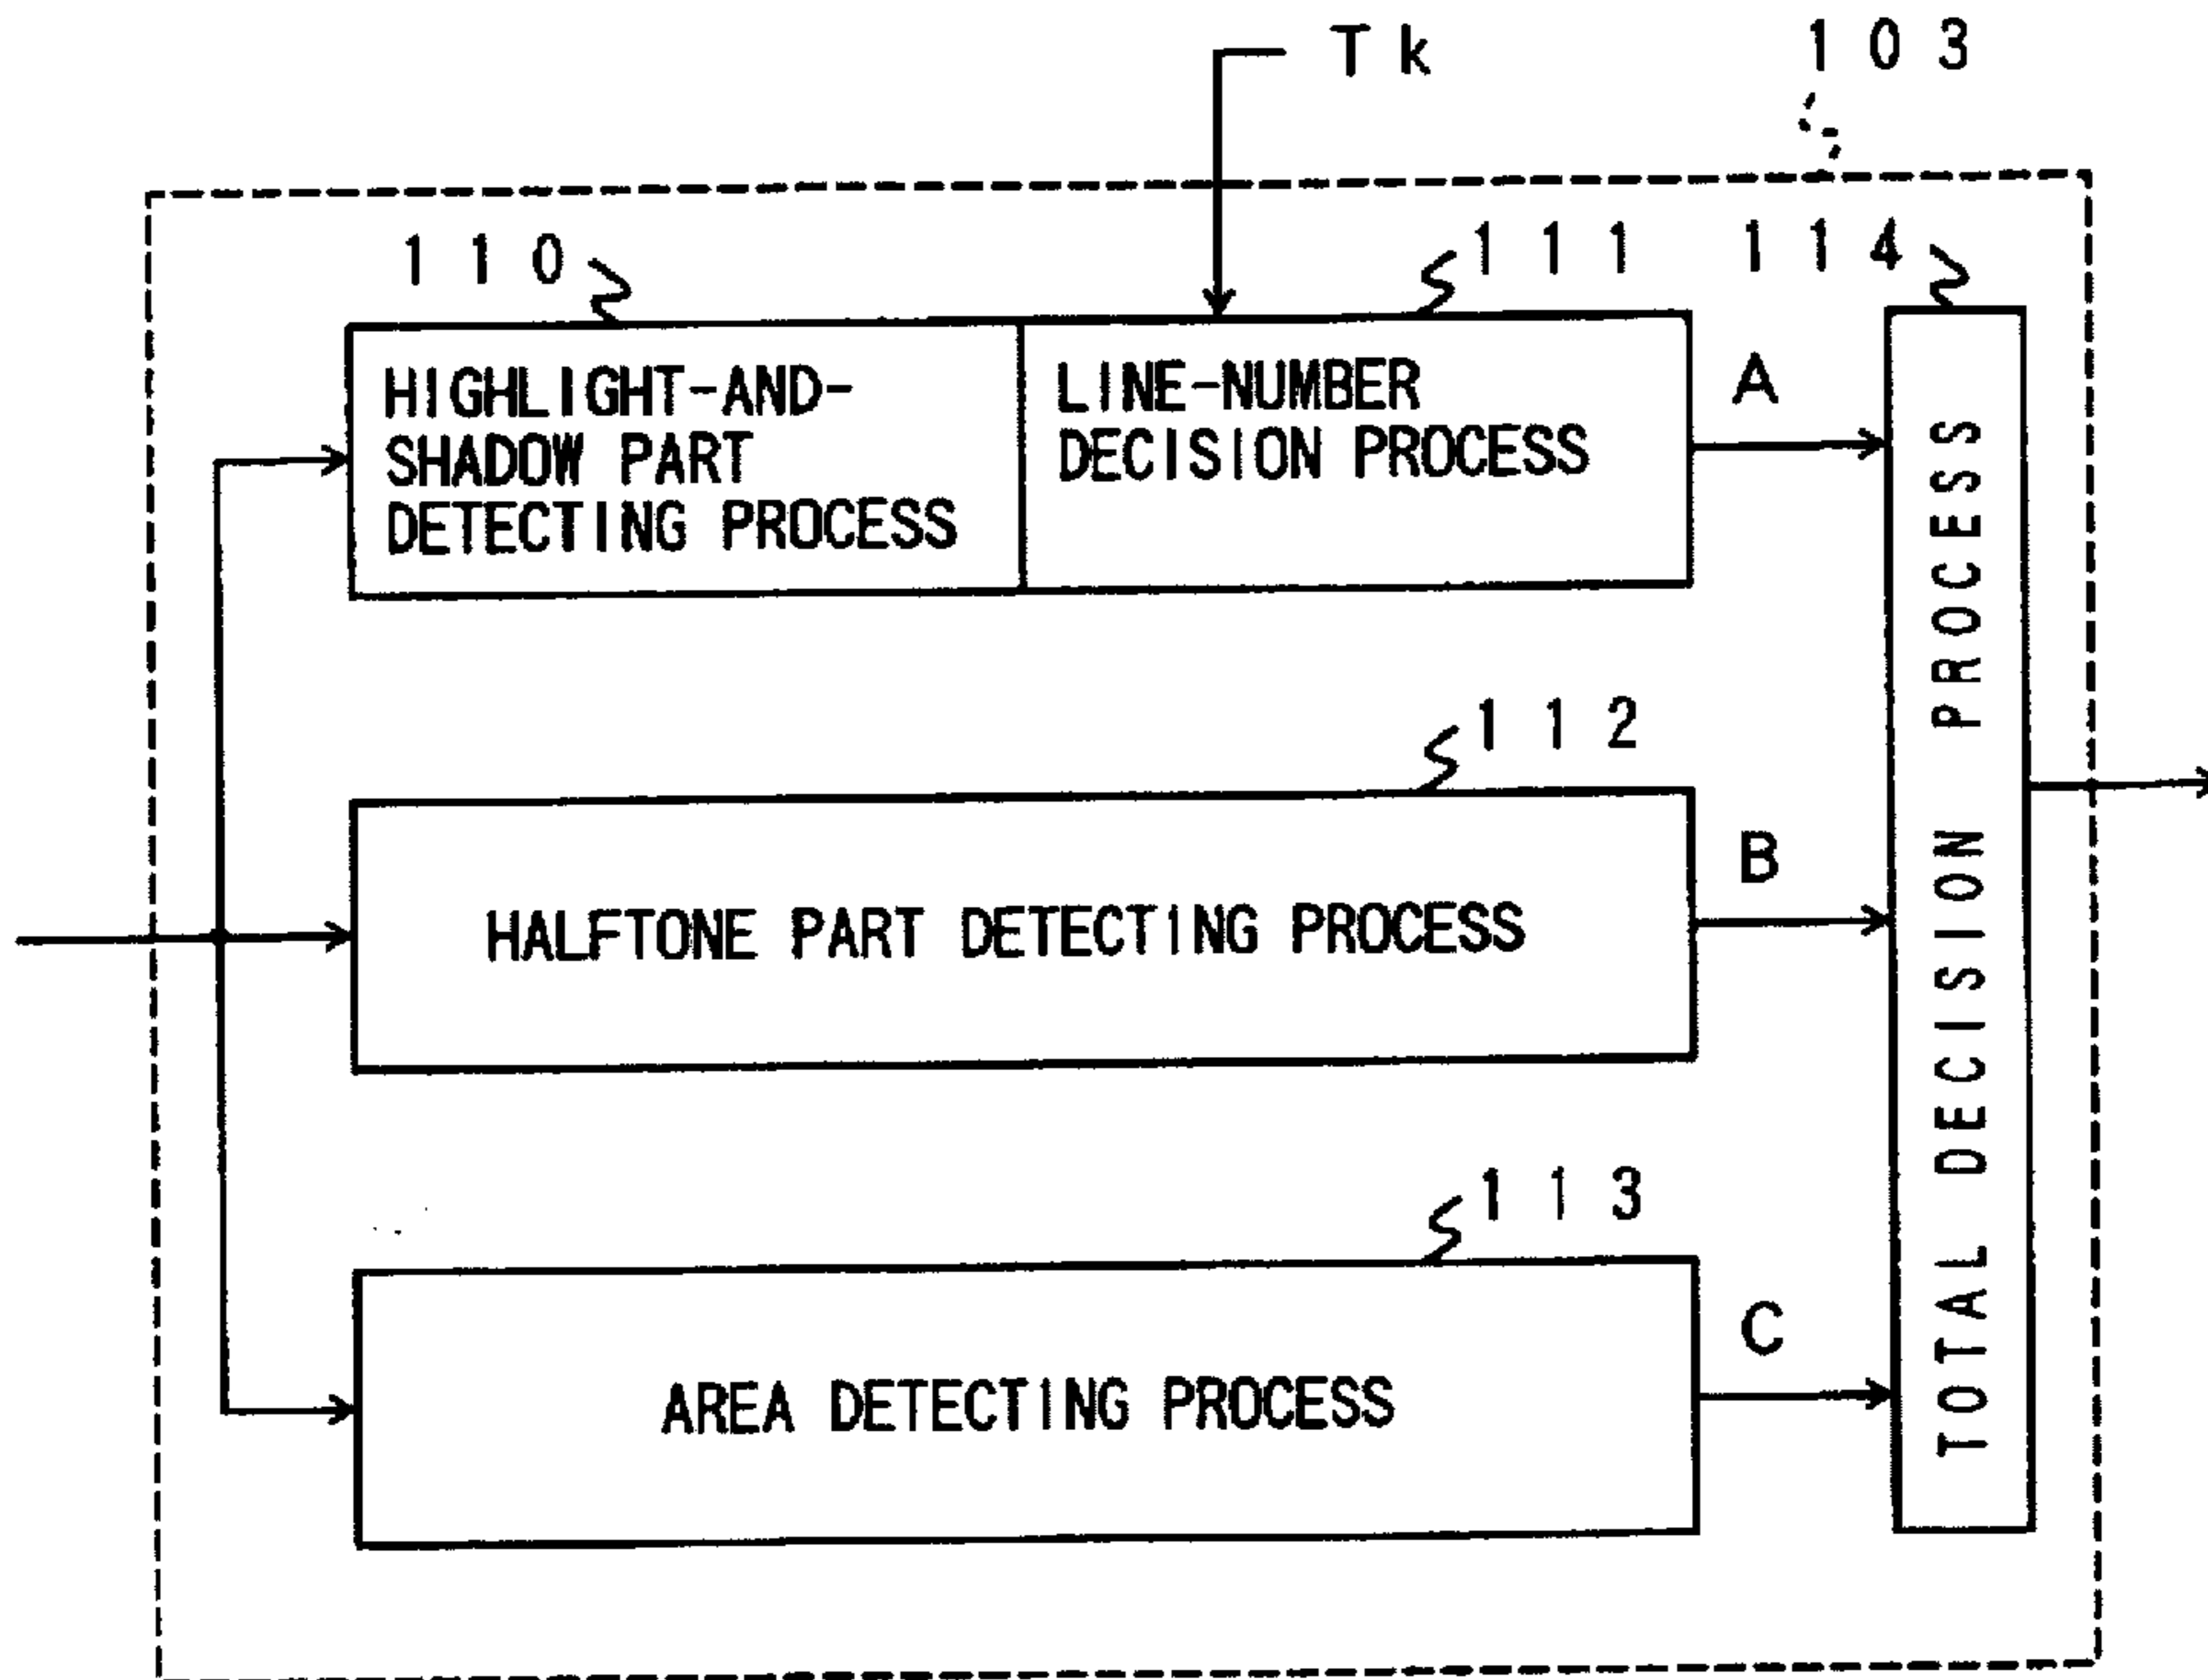 Tk
103
110
111
114
HIGHLIGHT-AND-
SHADOW PART
DETECTING PROCESS
LINE-NUMBER
DECISION PROCESS
A
112
HALFTONE PART DETECTING PROCESS
B
113
AREA DETECTING PROCESS
C
TOTAL DECISION PROCESS